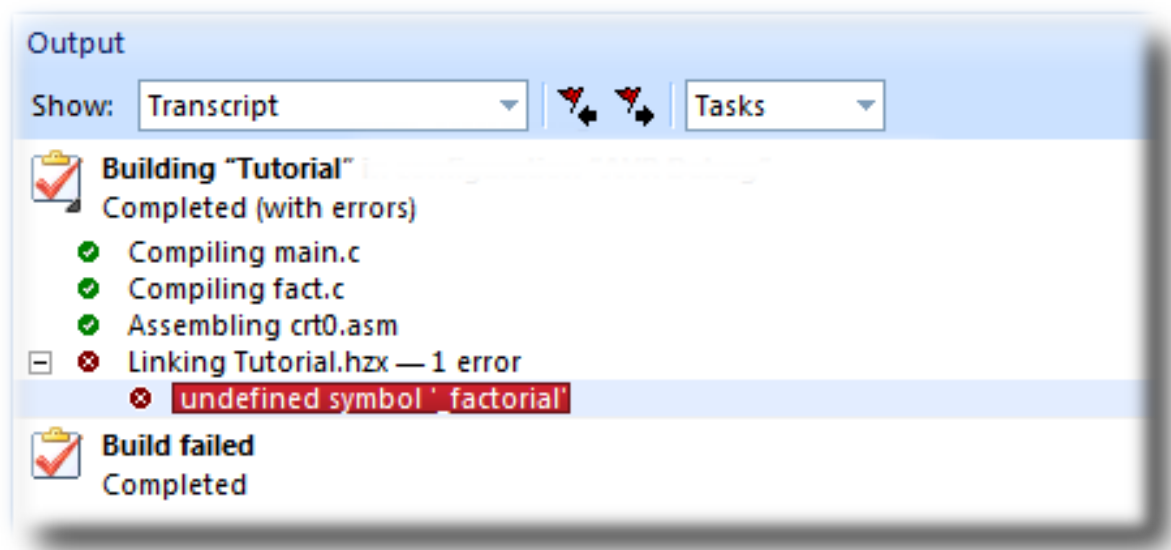 Output
Show: Transcript Tasks
Building “Tutorial”
Completed (with errors)
Compiling main.c
Compiling fact.c
Assembling crt0.asm
Linking Tutorial.hzx — 1 error
undefined symbol '_factorial'
Build failed
Completed